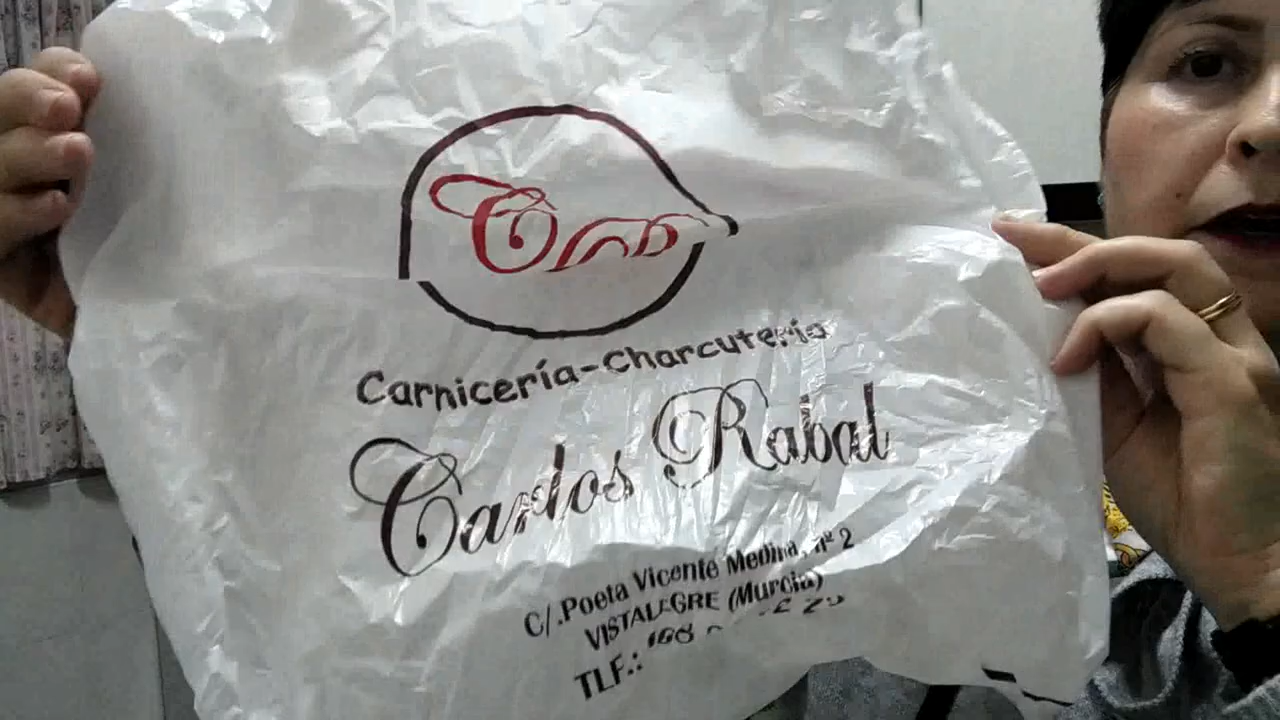 Carnicería-Charcutería
Carlos Rabal
C/.Poeta Vicente Medina, nº 2
VISTALEGRE (Murcia)
TLF.: